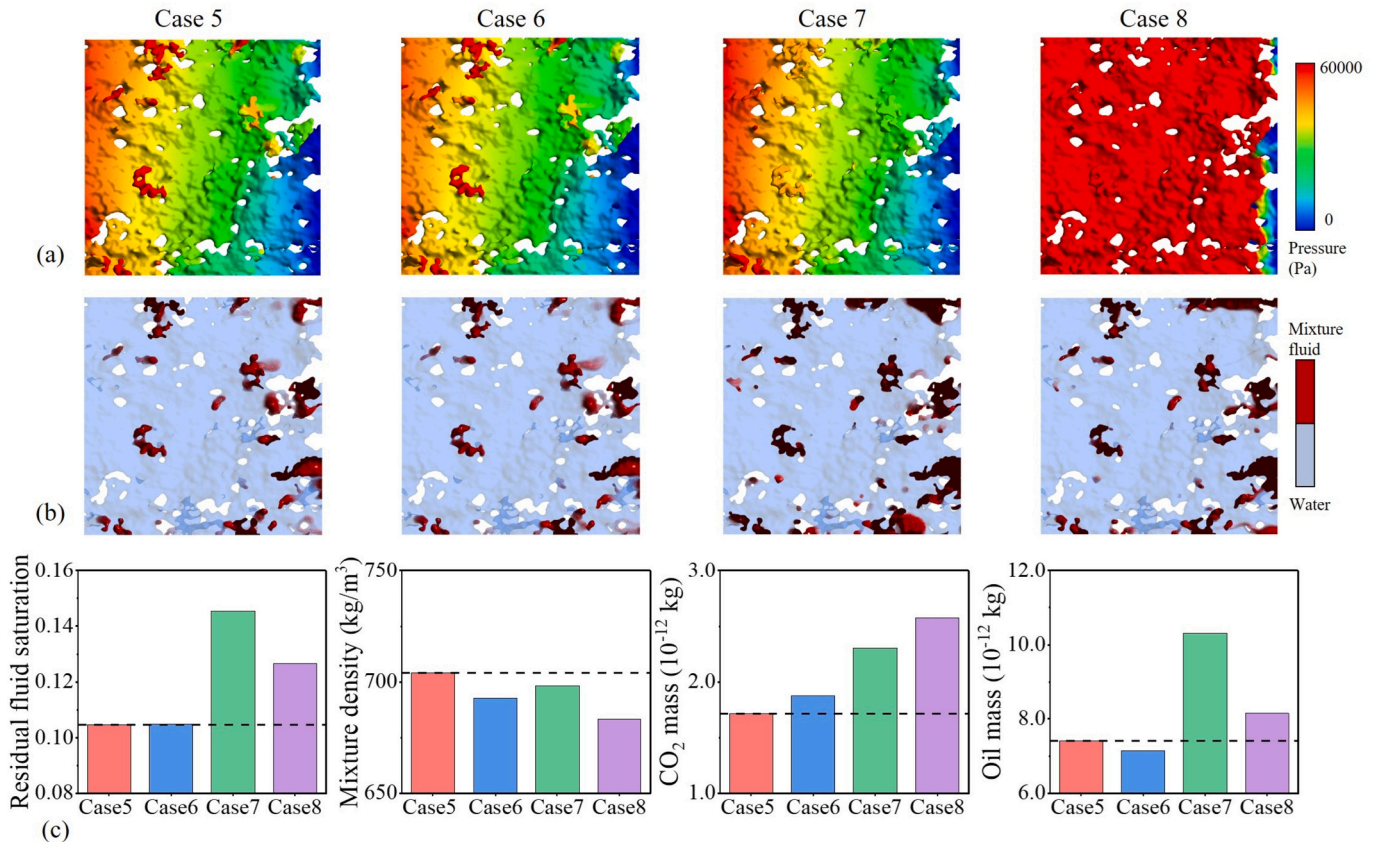 Case 5
Case 6
Case 7
Case 8
60000
0
Pressure
(Pa)
(a)
Mixture
fluid
Water
(b)
Residual fluid saturation
0.16
0.14
0.12
0.10
0.08
Case5
Case6
Case7
Case8
Mixture density (kg/m³)
750
700
650
Case5
Case6
Case7
Case8
CO₂ mass (10⁻¹² kg)
3.0
2.0
1.0
Case5
Case6
Case7
Case8
Oil mass (10⁻¹² kg)
12.0
10.0
8.0
6.0
Case5
Case6
Case7
Case8
(c)